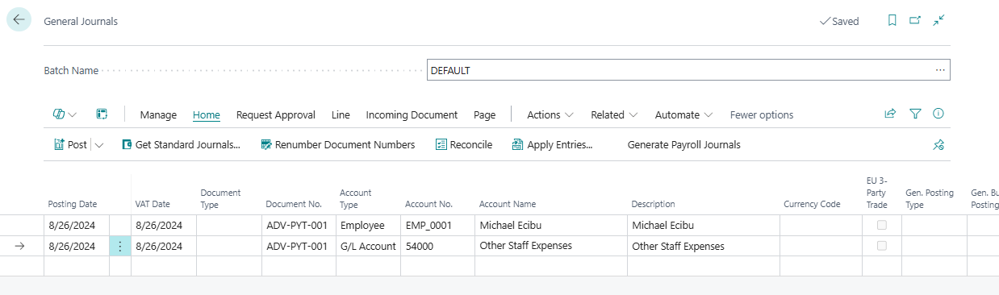 General Journals
Saved
Batch Name
DEFAULT
Manage Home Request Approval Line Incoming Document Page Actions Related Automate Fewer options
Post Get Standard Journals... Renumber Document Numbers Reconcile Apply Entries... Generate Payroll Journals
Posting Date VAT Date Document Type Document No. Account Type Account No. Account Name Description Currency Code EU 3-Party Trade Gen. Posting Type Gen. Bu Posting
8/26/2024 8/26/2024 ADV-PYT-001 Employee EMP_0001 Michael Ecibu Michael Ecibu
8/26/2024 8/26/2024 ADV-PYT-001 G/L Account 54000 Other Staff Expenses Other Staff Expenses